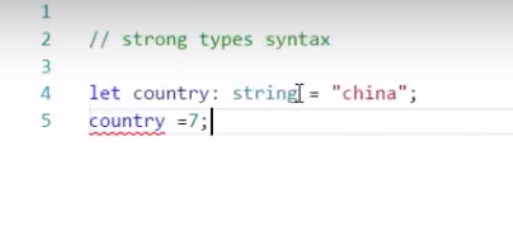 1
2 // strong types syntax
3
4 let country: string = "china";
5 country =7;